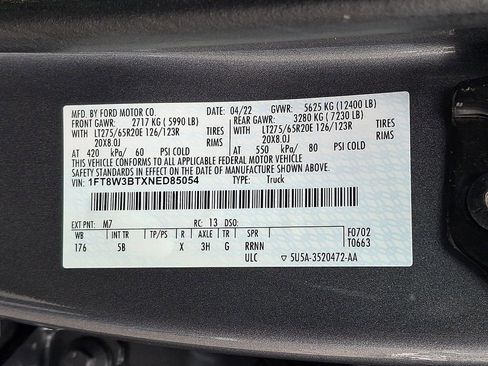 MFD. BY FORD MOTOR CO. 04/22 GVWR: 5625 KG (12400 LB)
FRONT GAWR: 2717 KG (5990 LB) REAR GAWR: 3280 KG (7230 LB)
WITH LT275/65R20E 126/123R TIRES WITH LT275/65R20E 126/123R TIRES
20X8.0J RIMS 20X8.0J RIMS
AT 420 kPa/ 60 PSI COLD AT 550 kPa/ 80 PSI COLD
THIS VEHICLE CONFORMS TO ALL APPLICABLE FEDERAL MOTOR VEHICLE SAFETY
STANDARDS IN EFFECT ON THE DATE OF MANUFACTURE SHOWN ABOVE.
VIN: 1FT8W3BTXNED85054 TYPE: Truck
EXT PNT: M7 RC: 13 DSO: F0702
WB INT TR TP/PS R AXLE TR SPR T0663
176 5B X 3H G RRNN
ULC 5U5A-3520472-AA